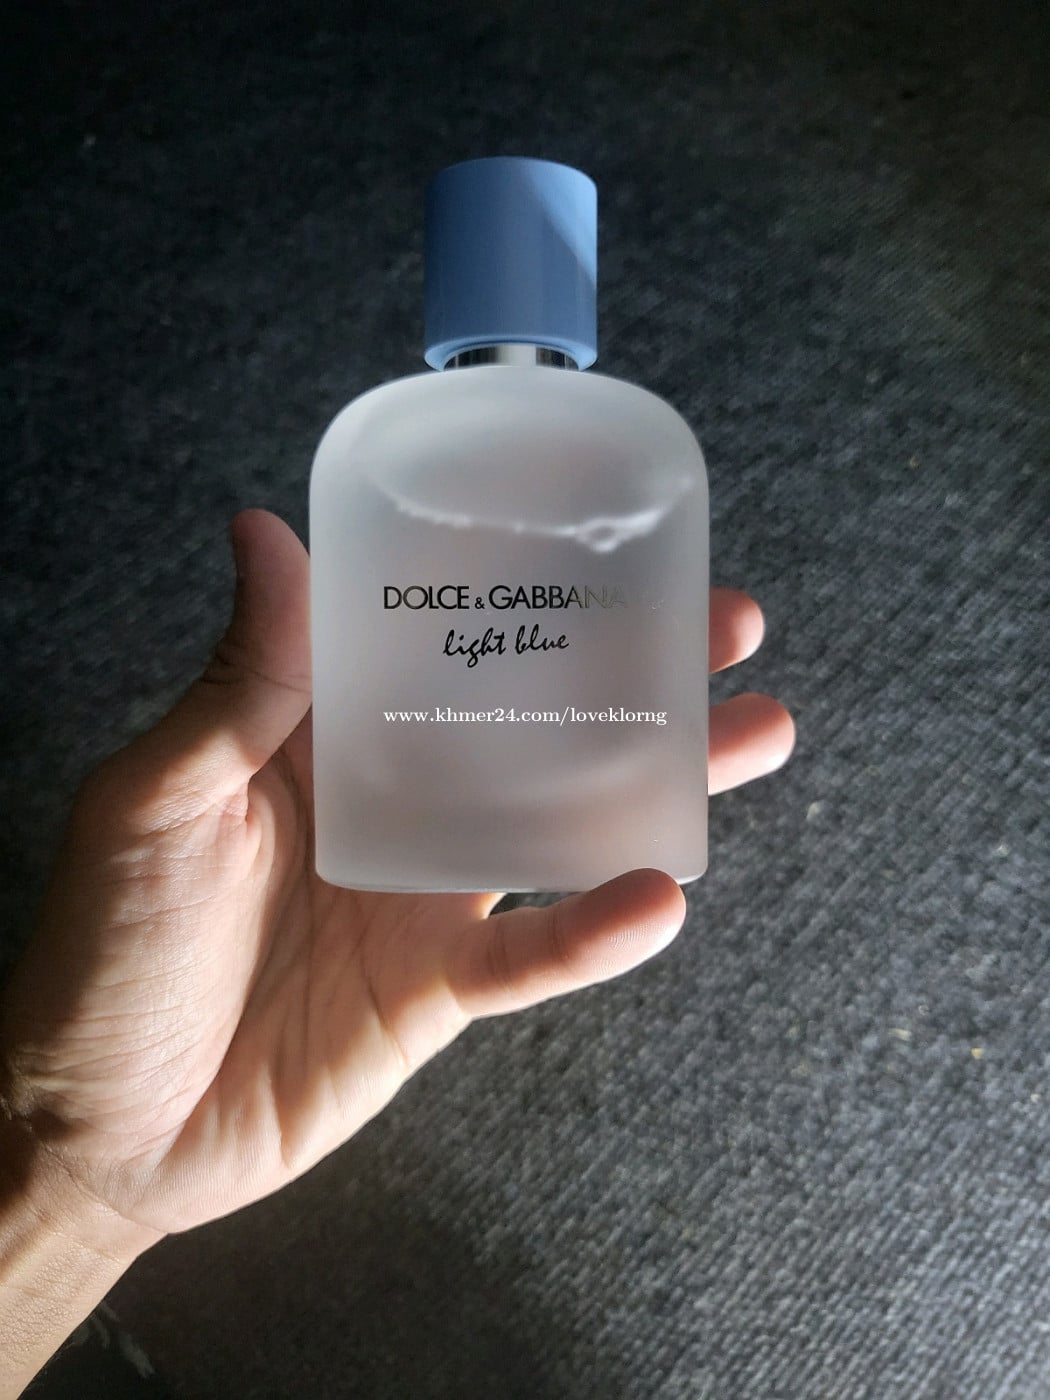 DOLCE & GABBANA
light blue
www.khmer24.com/loveklorng